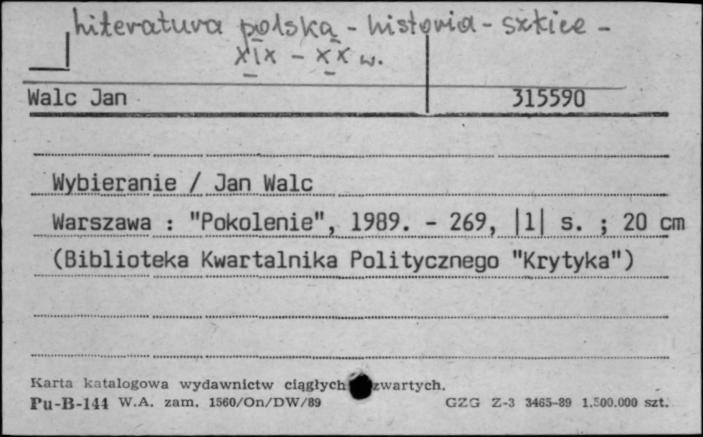 Literatura polska - historia - szkice -
XIX - XX w.
Walc Jan 315590
Wybieranie / Jan Walc
Warszawa : "Pokolenie", 1989. - 269, |1| s. ; 20 cm
(Biblioteka Kwartalnika Politycznego "Krytyka")
Karta katalogowa wydawnictw ciągłych zwartych.
Pu-B-144 W.A. zam. 1560/On/DW/89 GZG Z-3 3465-89 1.500.000 szt.